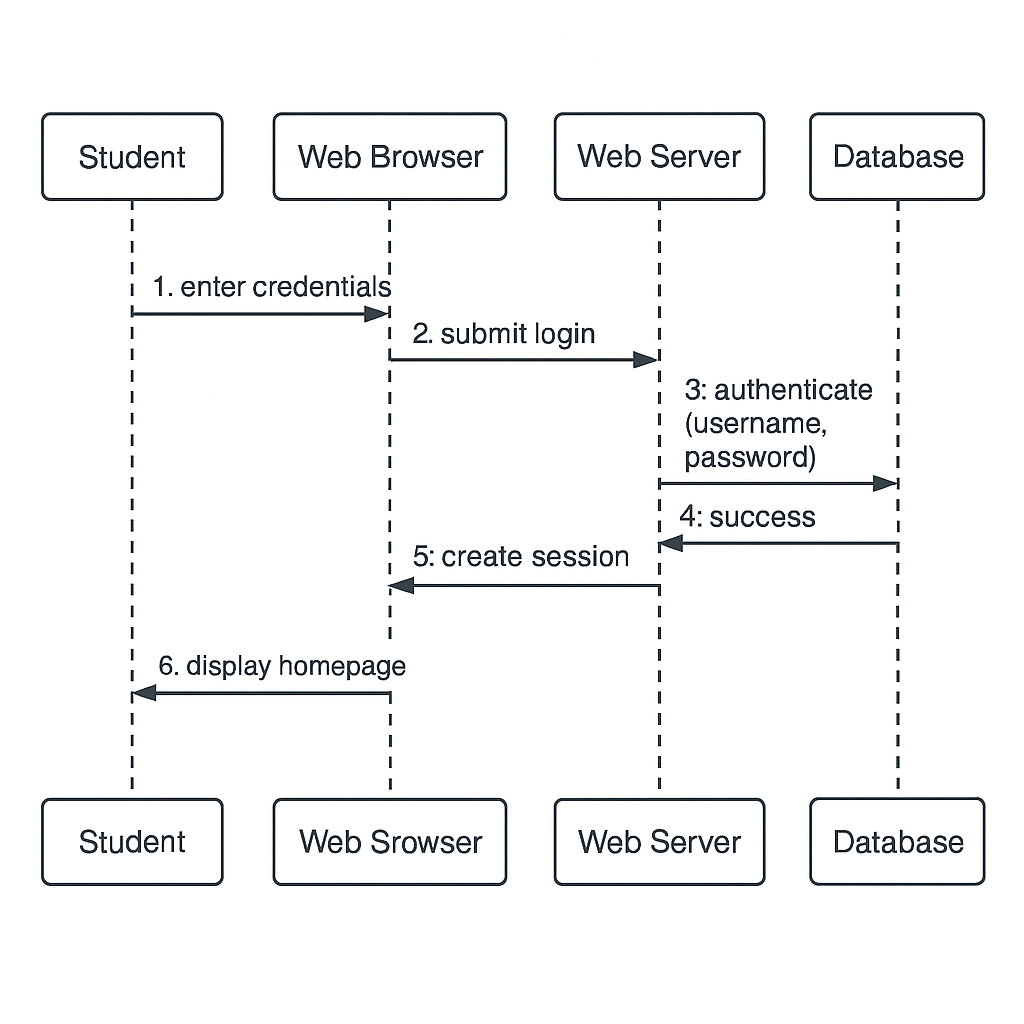 Student
Web Browser
Web Server
Database
1. enter credentials
2. submit login
3: authenticate
(username,
password)
4: success
5: create session
6. display homepage
Student
Web Srowser
Web Server
Database